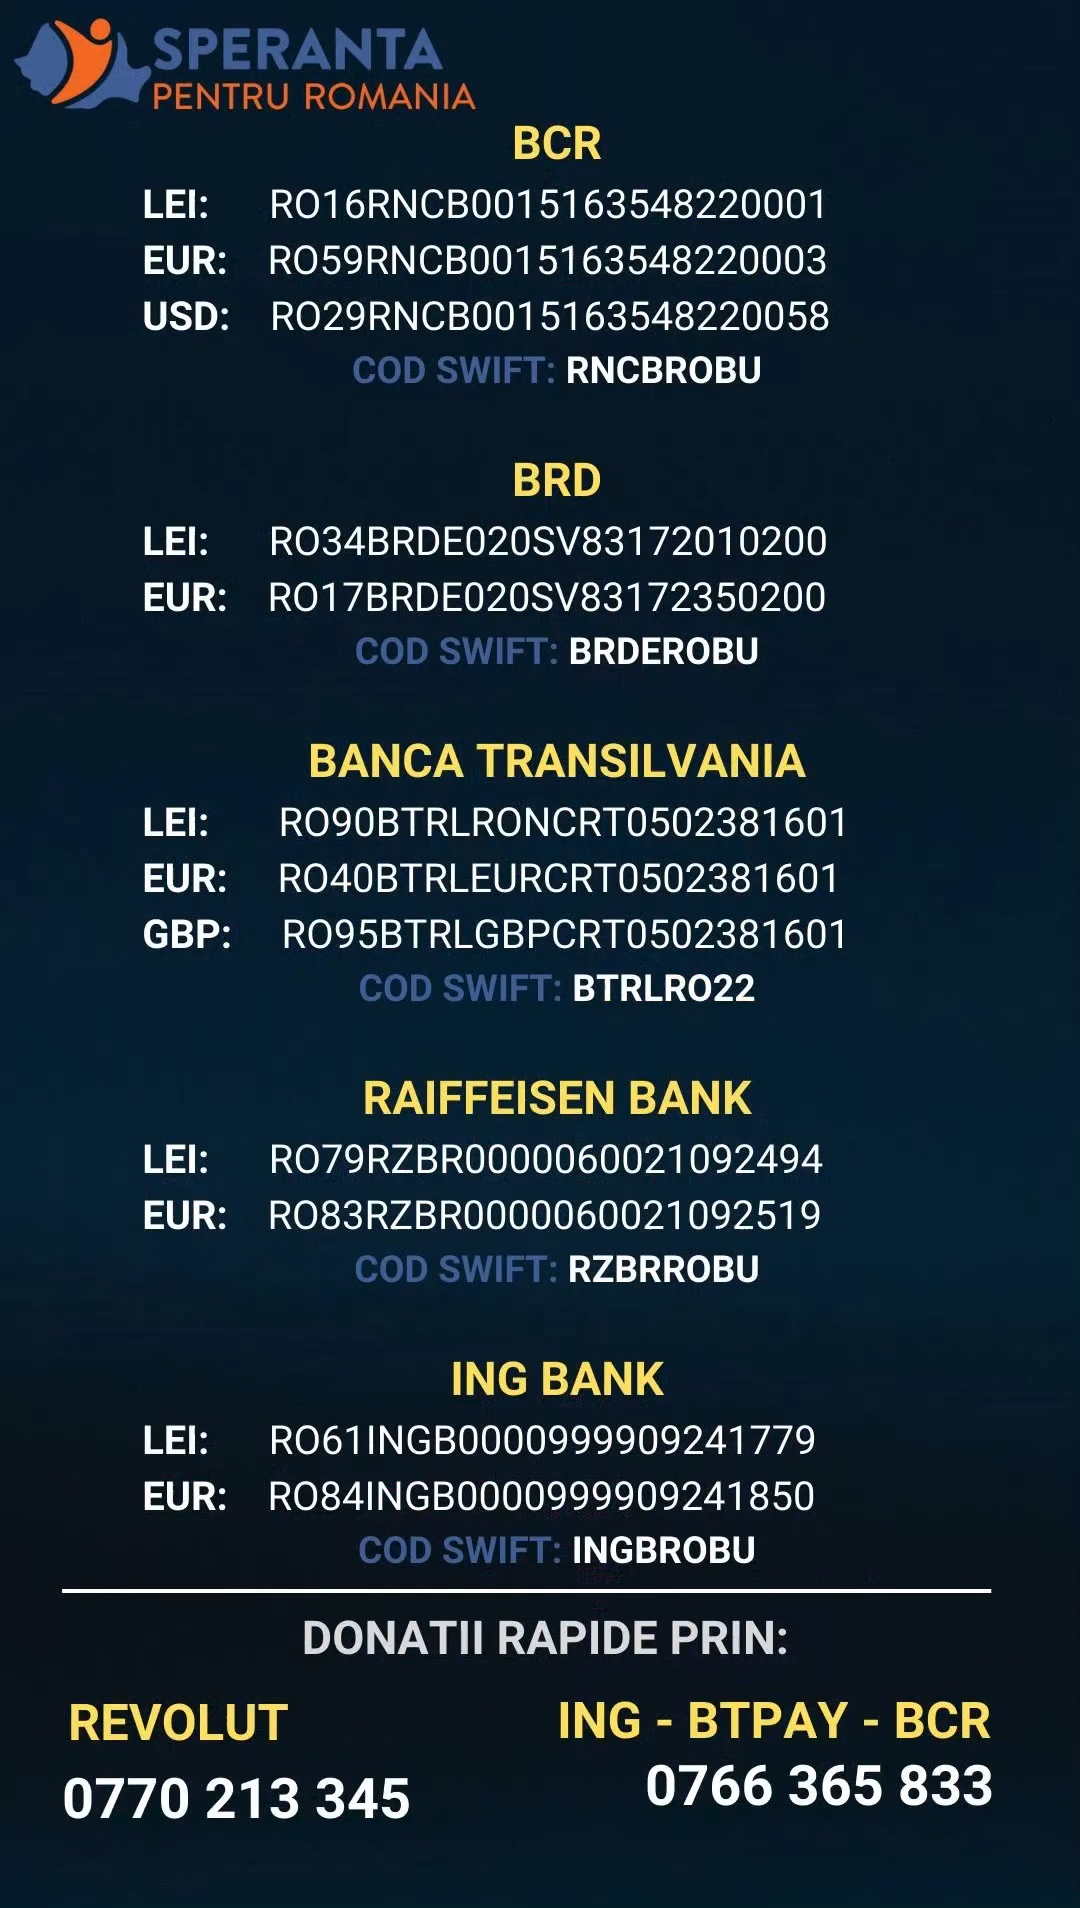 SPERANTA
PENTRU ROMANIA
BCR
LEI: RO16RNCB0015163548220001
EUR: RO59RNCB0015163548220003
USD: RO29RNCB0015163548220058
COD SWIFT: RNCBROBU
BRD
LEI: RO34BRDE020SV83172010200
EUR: RO17BRDE020SV83172350200
COD SWIFT: BRDEROBU
BANCA TRANSILVANIA
LEI: RO90BTRLRONCRT0502381601
EUR: RO40BTRLEURCRT0502381601
GBP: RO95BTRLGBPCRT0502381601
COD SWIFT: BTRLRO22
RAIFFEISEN BANK
LEI: RO79RZBR0000060021092494
EUR: RO83RZBR0000060021092519
COD SWIFT: RZBRROBU
ING BANK
LEI: RO61INGB0000999909241779
EUR: RO84INGB0000999909241850
COD SWIFT: INGBROBU
DONATII RAPIDE PRIN:
REVOLUT
0770 213 345
ING - BTPAY - BCR
0766 365 833